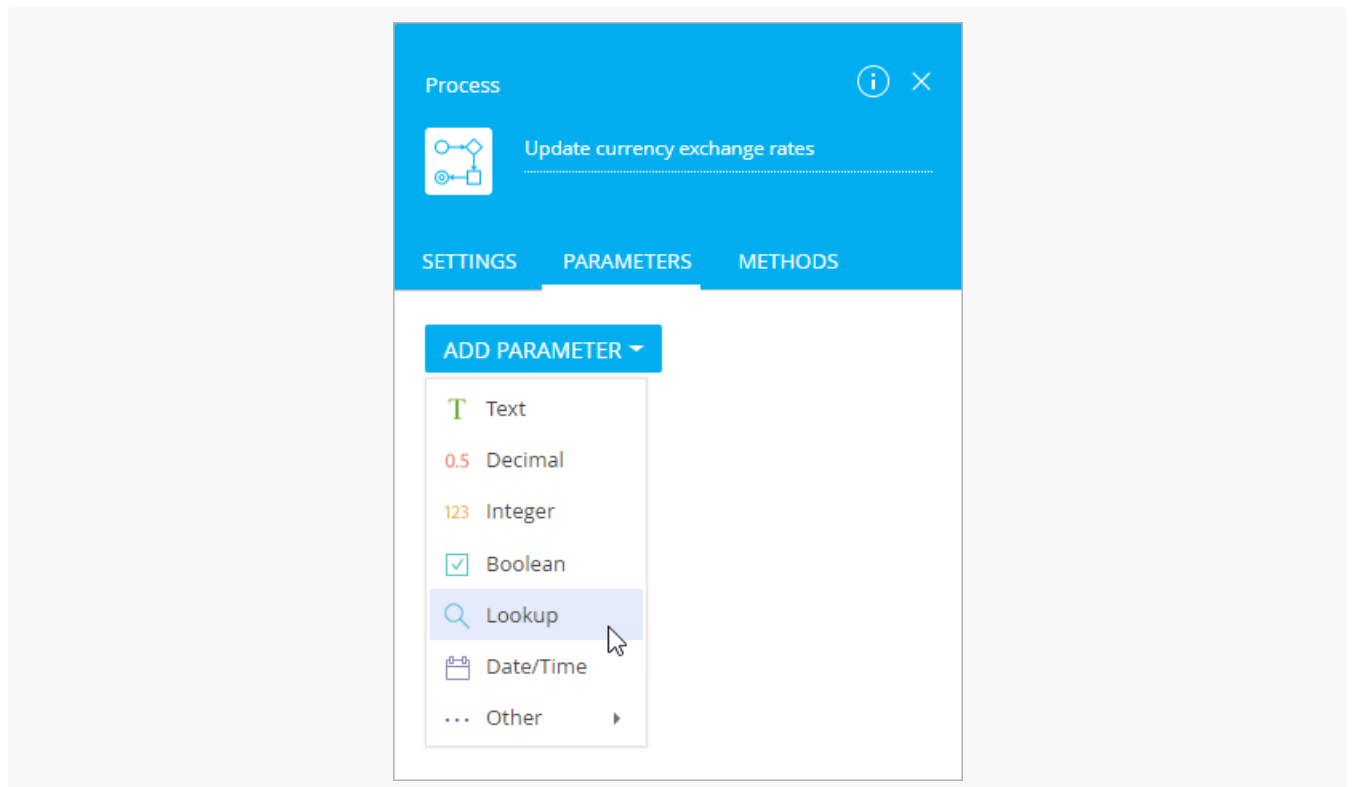 Process
Update currency exchange rates
SETTINGS PARAMETERS METHODS
ADD PARAMETER
T Text
0.5 Decimal
123 Integer
Boolean
Lookup
Date/Time
... Other